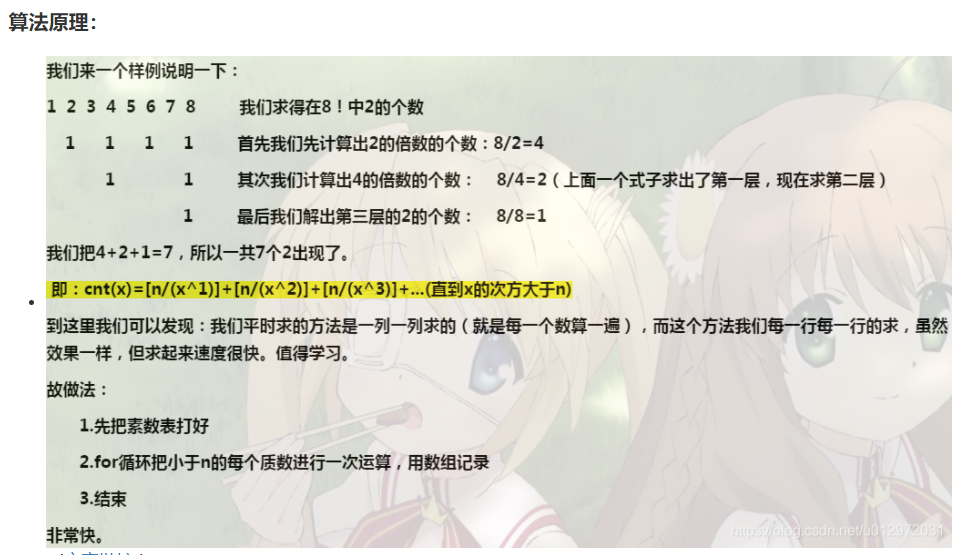 算法原理：
我们来一个样例说明一下：
1 2 3 4 5 6 7 8 我们求得在8！中2的个数
1 1 1 1 首先我们先计算出2的倍数的个数：8/2=4
1 1 其次我们计算出4的倍数的个数： 8/4=2（上面一个式子求出了第一层，现在求第二层）
1 最后我们解出第三层的2的个数： 8/8=1
我们把4+2+1=7，所以一共7个2出现了。
即：cnt(x)=[n/(x^1)]+[n/(x^2)]+[n/(x^3)]+...(直到x的次方大于n)
到这里我们可以发现：我们平时求的方法是一列一列求的（就是每一个数算一遍），而这个方法我们每一行每一行的求，虽然
效果一样，但求起来速度很快。值得学习。
故做法：
1.先把素数表打好
2.for循环把小于n的每个质数进行一次运算，用数组记录
3.结束
非常快。
https://blog.csdn.net/u012972031